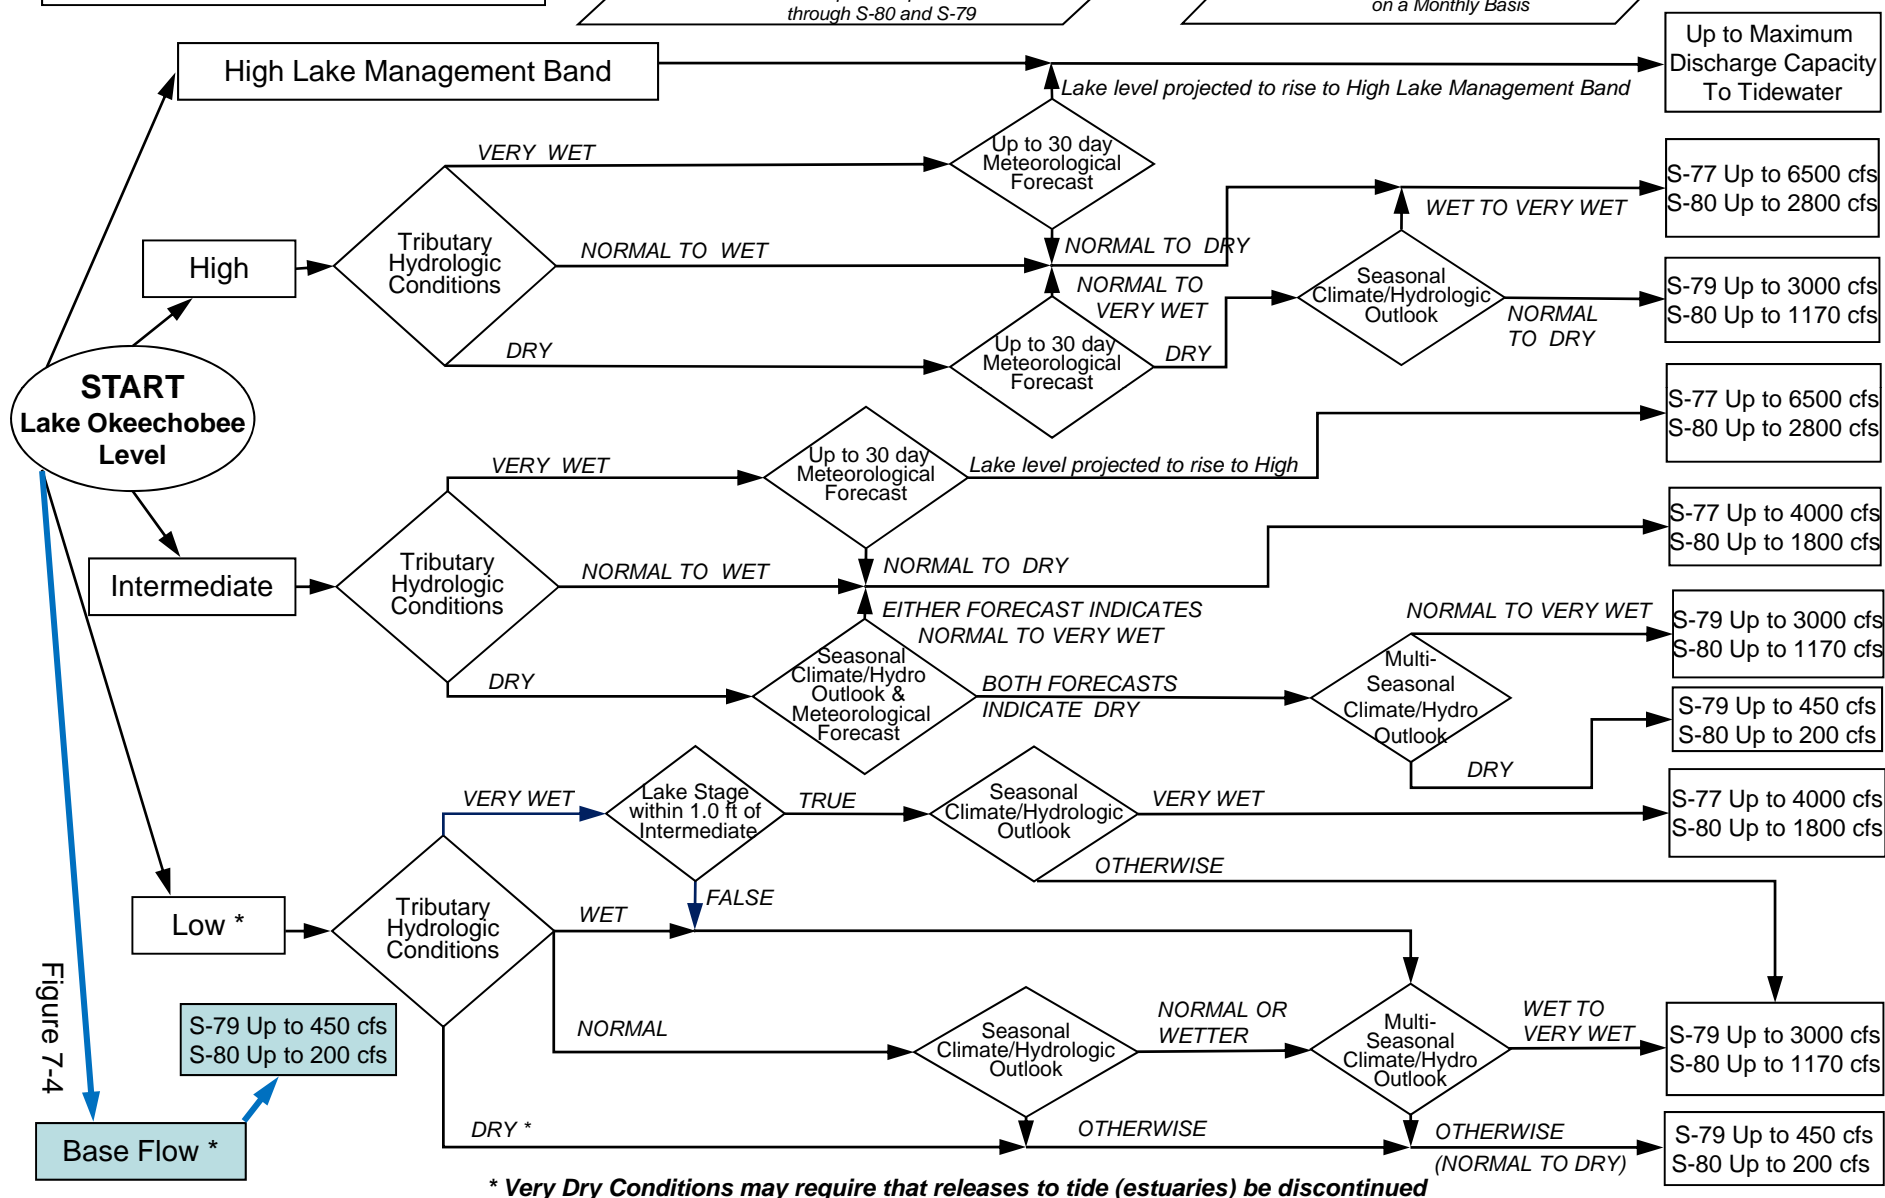 through S-80 and S-79
on a Monthly Basis
High Lake Management Band
Up to Maximum
Discharge Capacity
To Tidewater
Lake level projected to rise to High Lake Management Band
VERY WET
Up to 30 day
Meteorological
Forecast
S-77 Up to 6500 cfs
S-80 Up to 2800 cfs
WET TO VERY WET
High
Tributary
Hydrologic
Conditions
NORMAL TO WET
NORMAL TO DRY
NORMAL TO
VERY WET
Seasonal
Climate/Hydrologic
Outlook
NORMAL
TO DRY
S-79 Up to 3000 cfs
S-80 Up to 1170 cfs
DRY
Up to 30 day
Meteorological
Forecast
DRY
START
Lake Okeechobee
Level
S-77 Up to 6500 cfs
S-80 Up to 2800 cfs
VERY WET
Up to 30 day
Meteorological
Forecast
Lake level projected to rise to High
S-77 Up to 4000 cfs
S-80 Up to 1800 cfs
Intermediate
Tributary
Hydrologic
Conditions
NORMAL TO WET
NORMAL TO DRY
EITHER FORECAST INDICATES
NORMAL TO VERY WET
NORMAL TO VERY WET
S-79 Up to 3000 cfs
S-80 Up to 1170 cfs
DRY
Seasonal
Climate/Hydro
Outlook &
Meteorological
Forecast
BOTH FORECASTS
INDICATE DRY
Multi-
Seasonal
Climate/Hydro
Outlook
S-79 Up to 450 cfs
S-80 Up to 200 cfs
DRY
VERY WET
Lake Stage
within 1.0 ft of
Intermediate
TRUE
Seasonal
Climate/Hydrologic
Outlook
VERY WET
S-77 Up to 4000 cfs
S-80 Up to 1800 cfs
OTHERWISE
FALSE
Low *
Tributary
Hydrologic
Conditions
WET
NORMAL
Seasonal
Climate/Hydrologic
Outlook
NORMAL OR
WETTER
Multi-
Seasonal
Climate/Hydro
Outlook
WET TO
VERY WET
S-79 Up to 3000 cfs
S-80 Up to 1170 cfs
Figure 7-4
S-79 Up to 450 cfs
S-80 Up to 200 cfs
Base Flow *
DRY *
OTHERWISE
OTHERWISE
(NORMAL TO DRY)
S-79 Up to 450 cfs
S-80 Up to 200 cfs
* Very Dry Conditions may require that releases to tide (estuaries) be discontinued